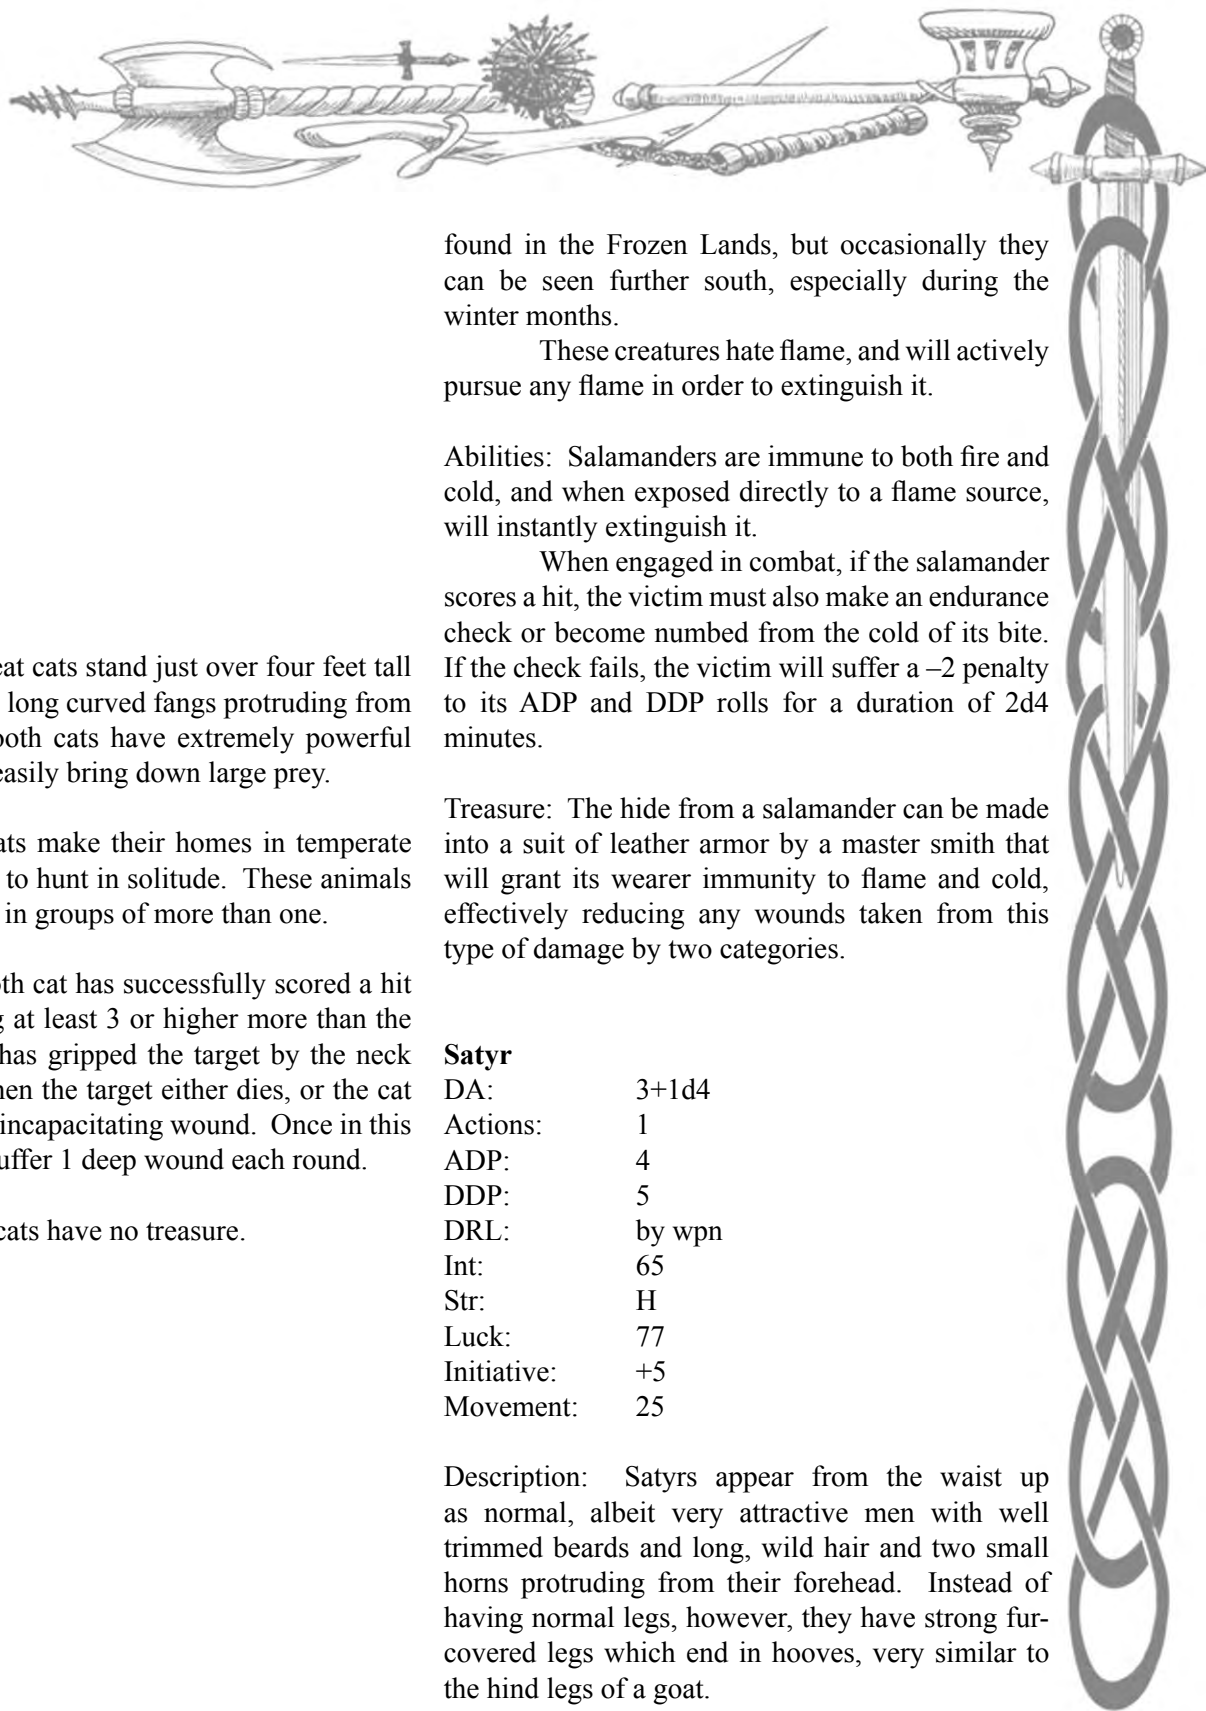 eat cats stand just over four feet tall
long curved fangs protruding from
ooth cats have extremely powerful
easily bring down large prey.
ats make their homes in temperate
to hunt in solitude. These animals
in groups of more than one.
oth cat has successfully scored a hit
g at least 3 or higher more than the
has gripped the target by the neck
hen the target either dies, or the cat
incapacitating wound. Once in this
uffer 1 deep wound each round.
cats have no treasure.
found in the Frozen Lands, but occasionally they
can be seen further south, especially during the
winter months.
These creatures hate flame, and will actively
pursue any flame in order to extinguish it.
Abilities: Salamanders are immune to both fire and
cold, and when exposed directly to a flame source,
will instantly extinguish it.
When engaged in combat, if the salamander
scores a hit, the victim must also make an endurance
check or become numbed from the cold of its bite.
If the check fails, the victim will suffer a –2 penalty
to its ADP and DDP rolls for a duration of 2d4
minutes.
Treasure: The hide from a salamander can be made
into a suit of leather armor by a master smith that
will grant its wearer immunity to flame and cold,
effectively reducing any wounds taken from this
type of damage by two categories.
Satyr
DA: 3+1d4
Actions: 1
ADP: 4
DDP: 5
DRL: by wpn
Int: 65
Str: H
Luck: 77
Initiative: +5
Movement: 25
Description: Satyrs appear from the waist up
as normal, albeit very attractive men with well
trimmed beards and long, wild hair and two small
horns protruding from their forehead. Instead of
having normal legs, however, they have strong fur-
covered legs which end in hooves, very similar to
the hind legs of a goat.